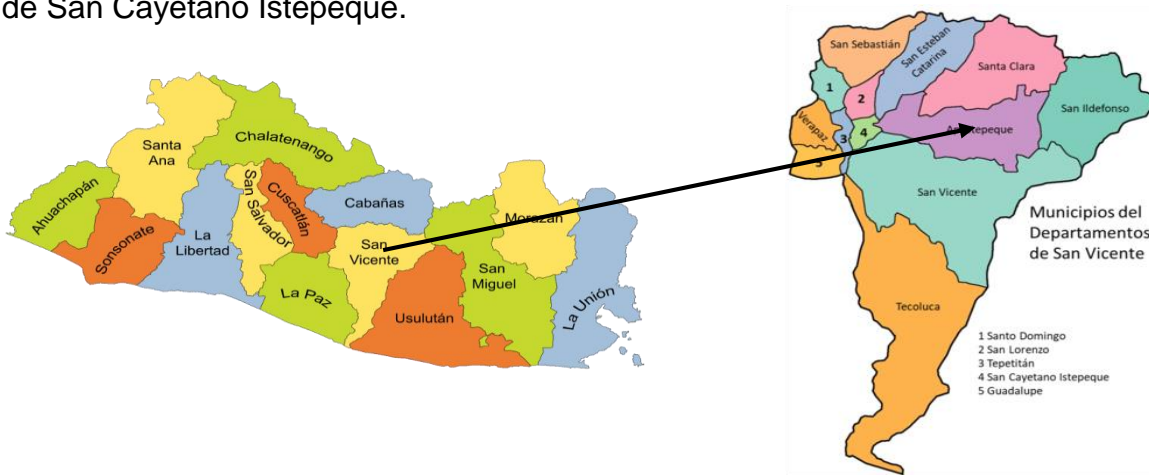 de San Cayetano Istepeque.
Santa
Ana
Chalatenango
Ahuachapán
Sonsonate
La
Libertad
San Salvador
Cuscatlán
Cabañas
San
Vicente
La Paz
Usulután
San
Miguel
Morazán
La Unión
San Sebastián
San Esteban
Catarina
Santa Clara
San Ildefonso
1
2
3
4
5
Verapaz
San Vicente
Tecoluca
Municipios del
Departamentos
de San Vicente
1 Santo Domingo
2 San Lorenzo
3 Tepetitán
4 San Cayetano Istepeque
5 Guadalupe